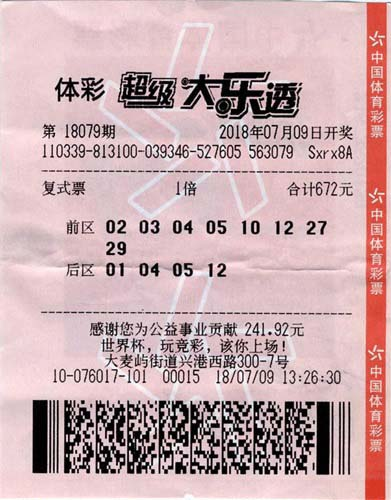 体彩 超级大乐透
第 18079期 2018年07月09日开奖
110339-813100-039346-527605 563079 Sxrx8A
复式票 1倍 合计672元
前区 02 03 04 05 10 12 27
29
后区 01 04 05 12
感谢您为公益事业贡献 241.92元
世界杯，玩竞彩，该你上场！
大麦屿街道兴港西路300-7号
10-076017-101 00015 18/07/09 13:26:30
中国体育彩票
中国体育彩票
中国体育彩票